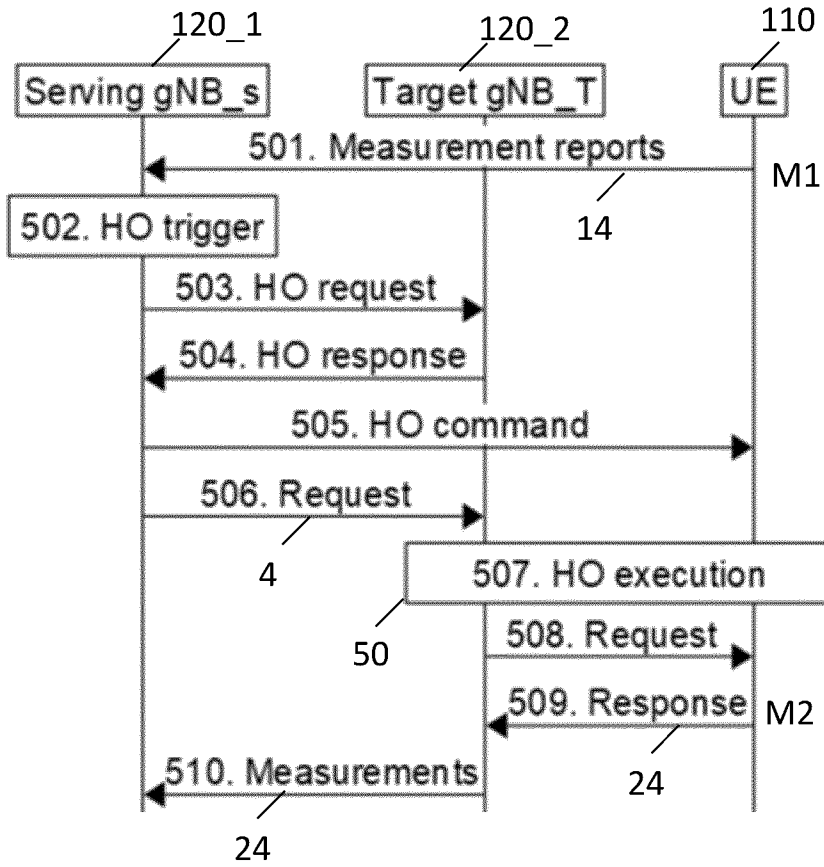 120_1
120_2
110
Serving gNB_s
Target gNB_T
UE
501. Measurement reports
M1
14
502. HO trigger
503. HO request
504. HO response
505. HO command
506. Request
4
507. HO execution
50
508. Request
509. Response
M2
24
510. Measurements
24